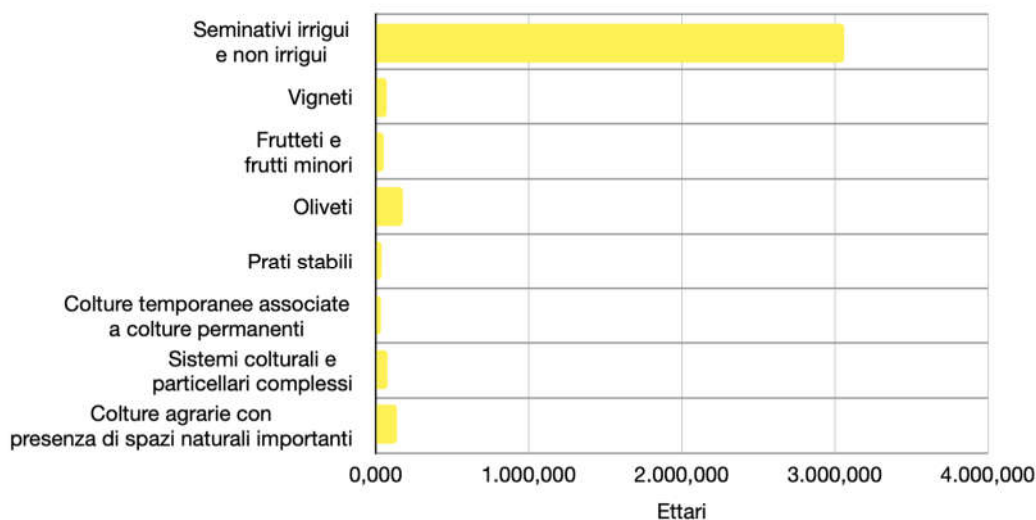 Seminativi irrigui
e non irrigui
Vigneti
Frutteti e
frutti minori
Oliveti
Prati stabili
Colture temporanee associate
a colture permanenti
Sistemi colturali e
particellari complessi
Colture agrarie con
presenza di spazi naturali importanti
0,000 1.000,000 2.000,000 3.000,000 4.000,000
Ettari